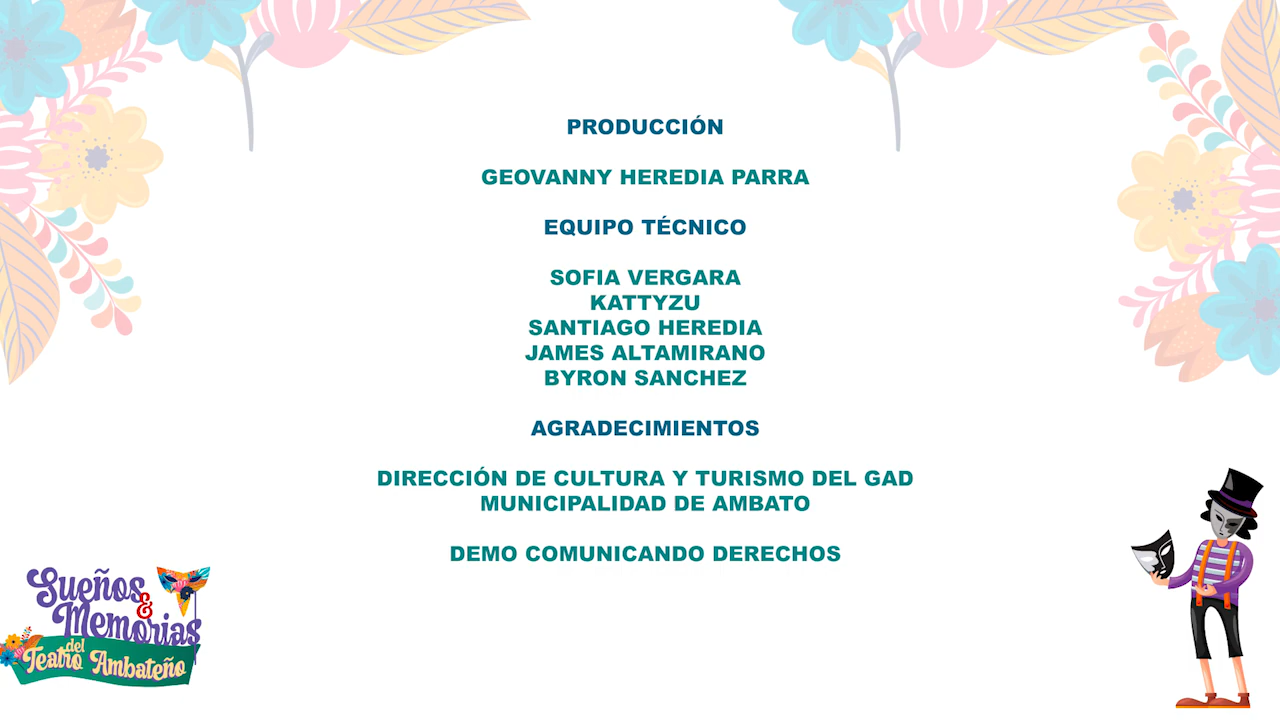 PRODUCCIÓN
GEOVANNY HEREDIA PARRA
EQUIPO TÉCNICO
SOFIA VERGARA
KATTYZU
SANTIAGO HEREDIA
JAMES ALTAMIRANO
BYRON SANCHEZ
AGRADECIMIENTOS
DIRECCIÓN DE CULTURA Y TURISMO DEL GAD
MUNICIPALIDAD DE AMBATO
DEMO COMUNICANDO DERECHOS
Sueños
&
Memorias
del
Teatro Ambateño